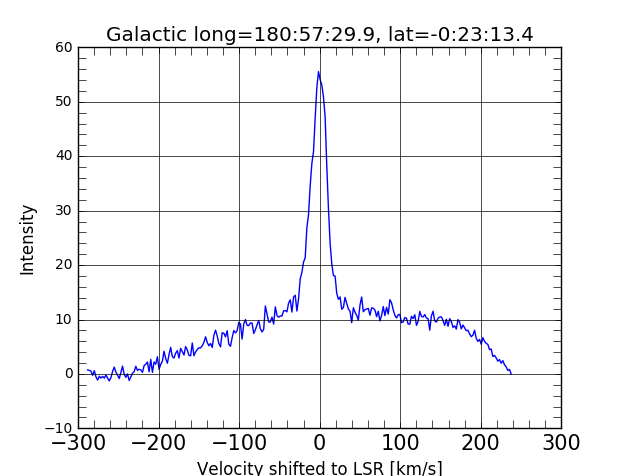 Galactic long=180:57:29.9, lat=-0:23:13.4
60
50
40
30
20
10
0
−10
Intensity
−300 −200 −100 0 100 200 300
Velocity shifted to LSR [km/s]